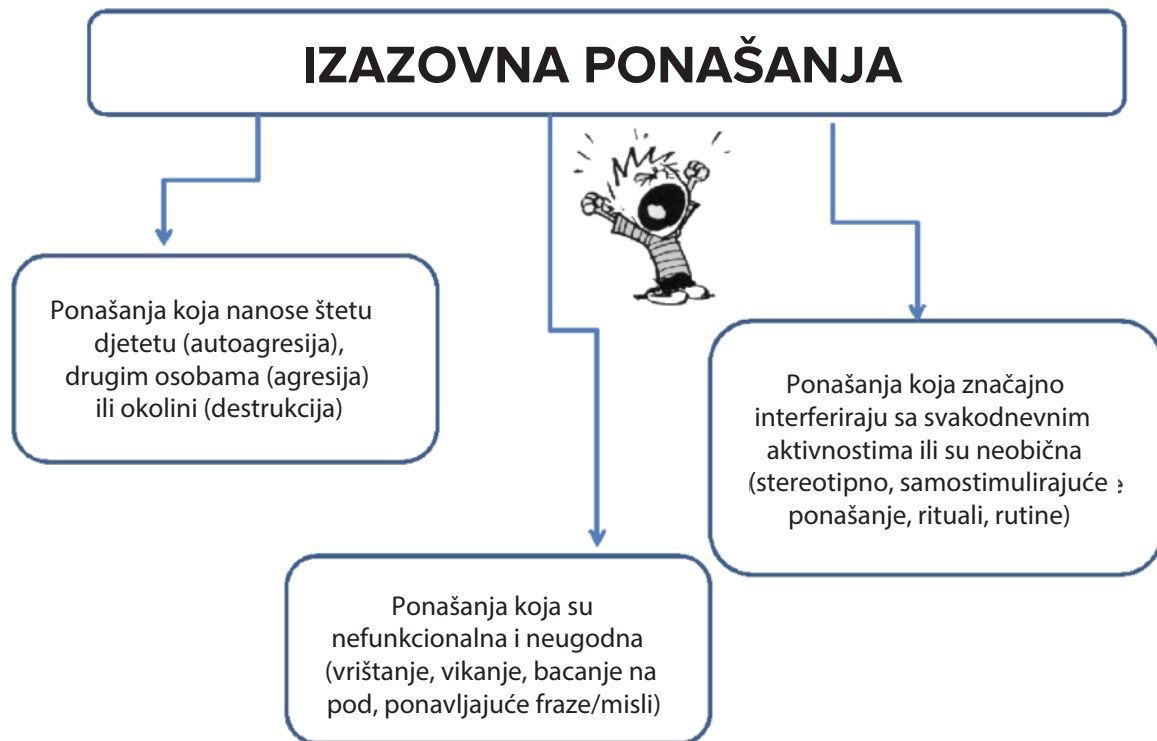 IZAZOVNA PONAŠANJA
Ponašanja koja nanose štetu
djetetu (autoagresija),
drugim osobama (agresija)
ili okolini (destrukcija)
Ponašanja koja su
nefunkcionalna i neugodna
(vrištanje, vikanje, bacanje na
pod, ponavljajuće fraze/misli)
Ponašanja koja značajno
interferiraju sa svakodnevnim
aktivnostima ili su neobična
(stereotipno, samostimulirajuće e
ponašanje, rituali, rutine)